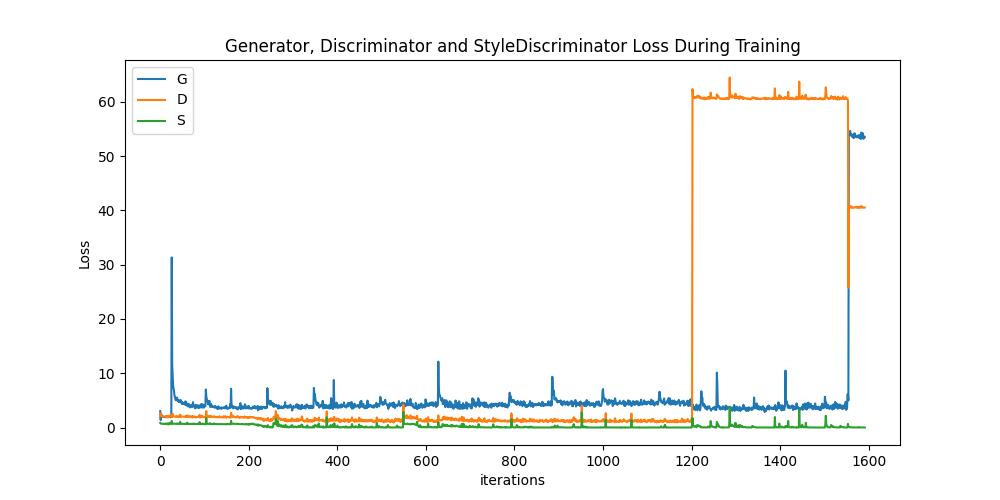 Generator, Discriminator and StyleDiscriminator Loss During Training
G
D
S
60
50
40
30
20
10
0
Loss
0 200 400 600 800 1000 1200 1400 1600
iterations